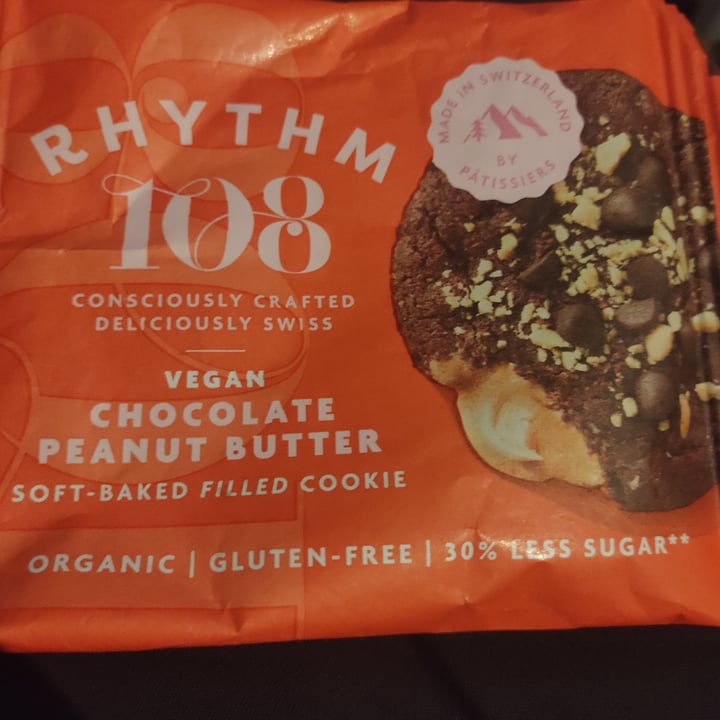 RHYTHM
108
CONSCIOUSLY CRAFTED
DELICIOUSLY SWISS
VEGAN
CHOCOLATE
PEANUT BUTTER
SOFT-BAKED FILLED COOKIE
ORGANIC | GLUTEN-FREE | 30% LESS SUGAR**
MADE IN SWITZERLAND
BY
PÂTISSIERS